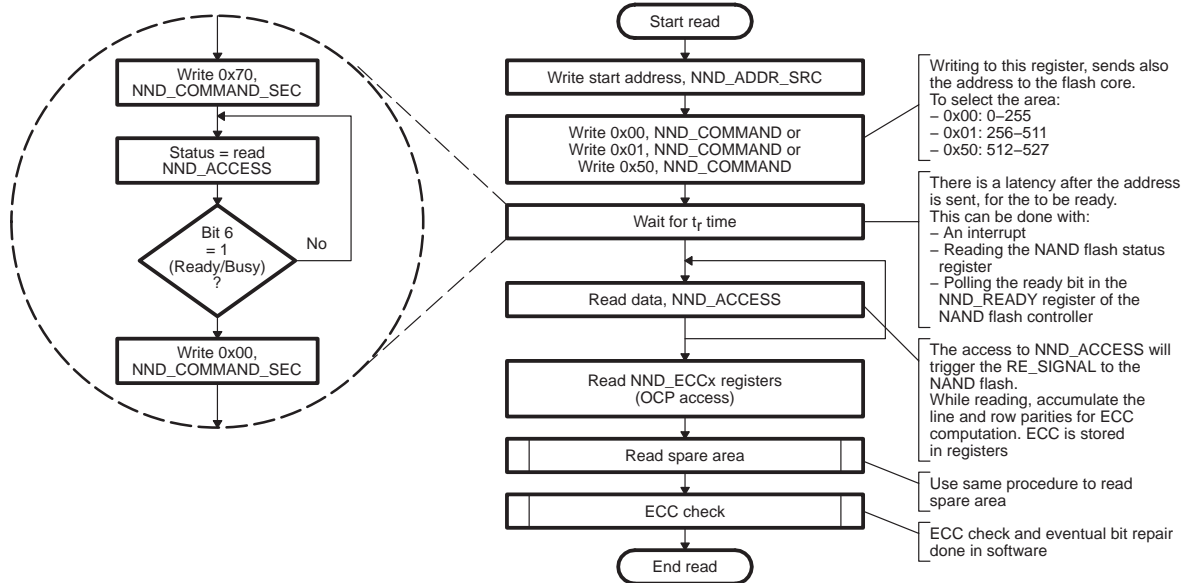 Write 0x70,
NND_COMMAND_SEC
Status = read
NND_ACCESS
Bit 6
= 1
(Ready/Busy)
?
No
Write 0x00,
NND_COMMAND_SEC
Start read
Write start address, NND_ADDR_SRC
Write 0x00, NND_COMMAND or
Write 0x01, NND_COMMAND or
Write 0x50, NND_COMMAND
Wait for tr time
Read data, NND_ACCESS
Read NND_ECCx registers
(OCP access)
Read spare area
ECC check
End read
Writing to this register, sends also
the address to the flash core.
To select the area:
– 0x00: 0–255
– 0x01: 256–511
– 0x50: 512–527
There is a latency after the address
is sent, for the to be ready.
This can be done with:
– An interrupt
– Reading the NAND flash status
register
– Polling the ready bit in the
NND_READY register of the
NAND flash controller
The access to NND_ACCESS will
trigger the RE_SIGNAL to the
NAND flash.
While reading, accumulate the
line and row parities for ECC
computation. ECC is stored
in registers
Use same procedure to read
spare area
ECC check and eventual bit repair
done in software